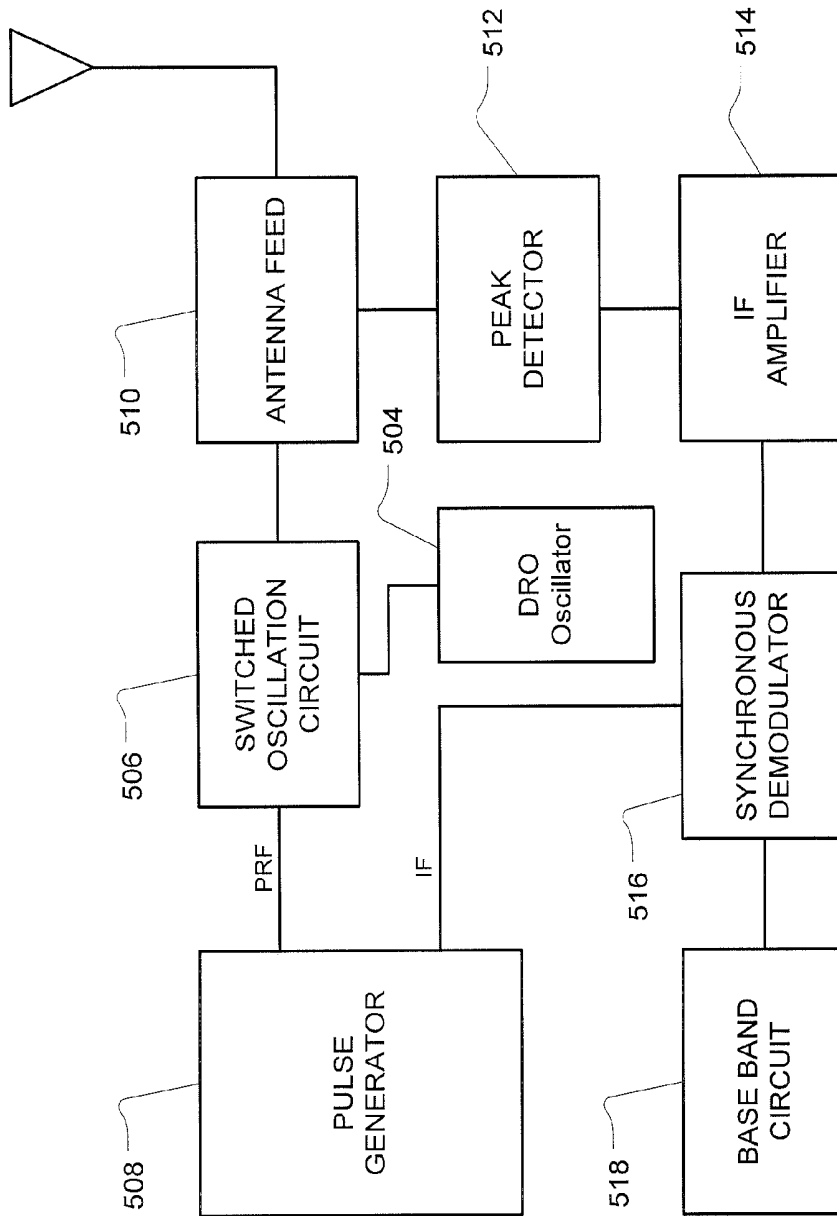 508
PULSE
GENERATOR
PRF
IF
506
SWITCHED
OSCILLATION
CIRCUIT
510
ANTENNA FEED
504
DRO
Oscillator
512
PEAK
DETECTOR
518
BASE BAND
CIRCUIT
516
SYNCHRONOUS
DEMODULATOR
514
IF
AMPLIFIER